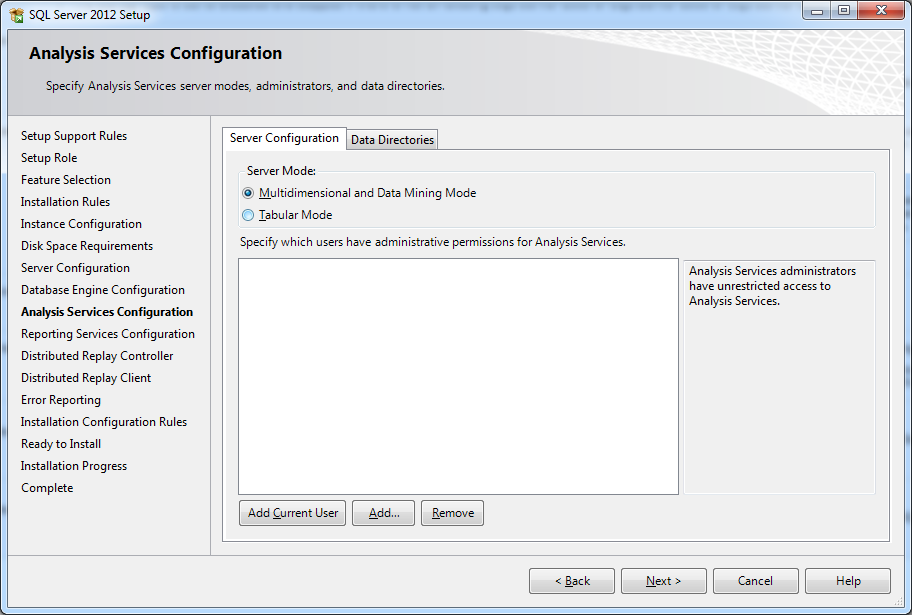 SQL Server 2012 Setup
Analysis Services Configuration
Specify Analysis Services server modes, administrators, and data directories.
Setup Support Rules
Setup Role
Feature Selection
Installation Rules
Instance Configuration
Disk Space Requirements
Server Configuration
Database Engine Configuration
Analysis Services Configuration
Reporting Services Configuration
Distributed Replay Controller
Distributed Replay Client
Error Reporting
Installation Configuration Rules
Ready to Install
Installation Progress
Complete
Server Configuration
Data Directories
Server Mode:
Multidimensional and Data Mining Mode
Tabular Mode
Specify which users have administrative permissions for Analysis Services.
Analysis Services administrators
have unrestricted access to
Analysis Services.
Add Current User
Add...
Remove
< Back
Next >
Cancel
Help